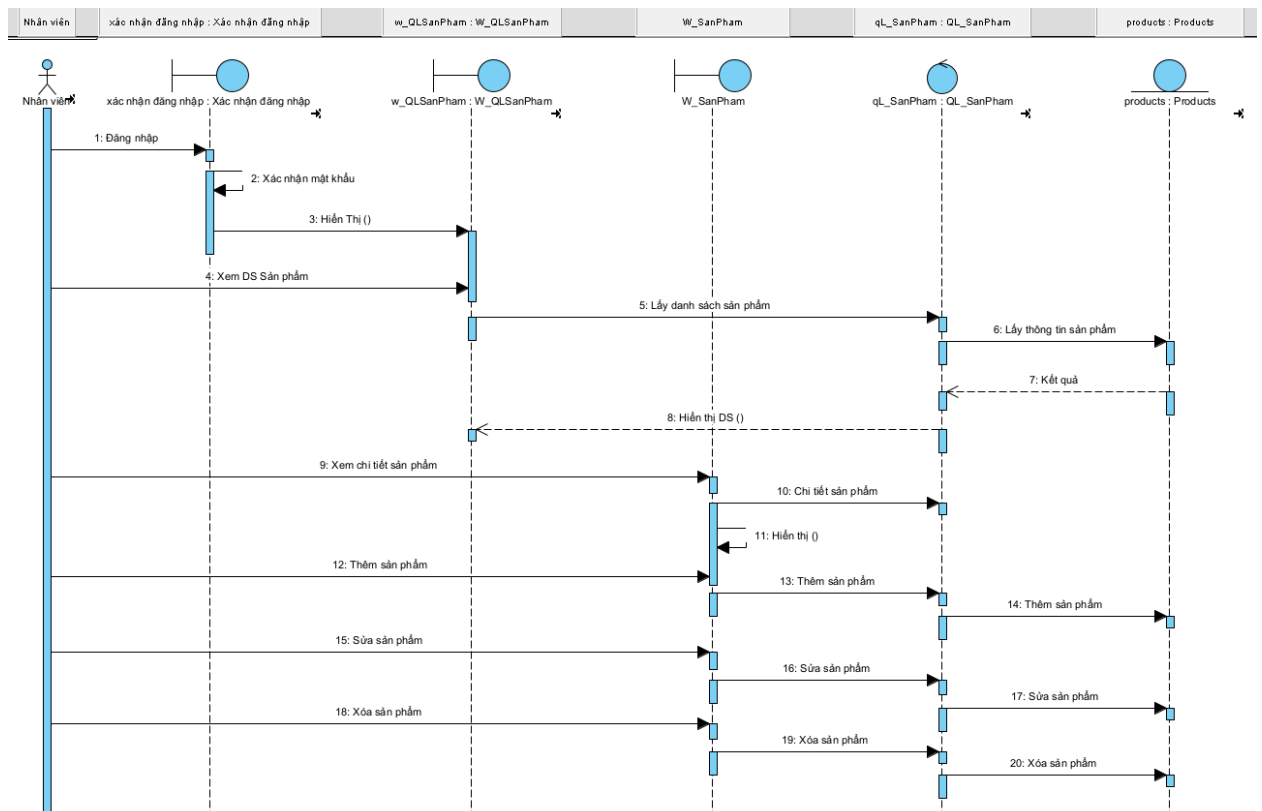 Nhân viên
xác nhận đăng nhập : Xác nhận đăng nhập
w_QLSanPham : W_QLSanPham
W_SanPham
qL_SanPham : QL_SanPham
products : Products
Nhân viên
xác nhận đăng nhập : Xác nhận đăng nhập
w_QLSanPham : W_QLSanPham
W_SanPham
qL_SanPham : QL_SanPham
products : Products
1: Đăng nhập
2: Xác nhận mật khẩu
3: Hiển Thị ()
4: Xem DS Sản phẩm
5: Lấy danh sách sản phẩm
6: Lấy thông tin sản phẩm
7: Kết quả
8: Hiển thị DS ()
9: Xem chi tiết sản phẩm
10: Chi tiết sản phẩm
11: Hiển thị ()
12: Thêm sản phẩm
13: Thêm sản phẩm
14: Thêm sản phẩm
15: Sửa sản phẩm
16: Sửa sản phẩm
17: Sửa sản phẩm
18: Xóa sản phẩm
19: Xóa sản phẩm
20: Xóa sản phẩm